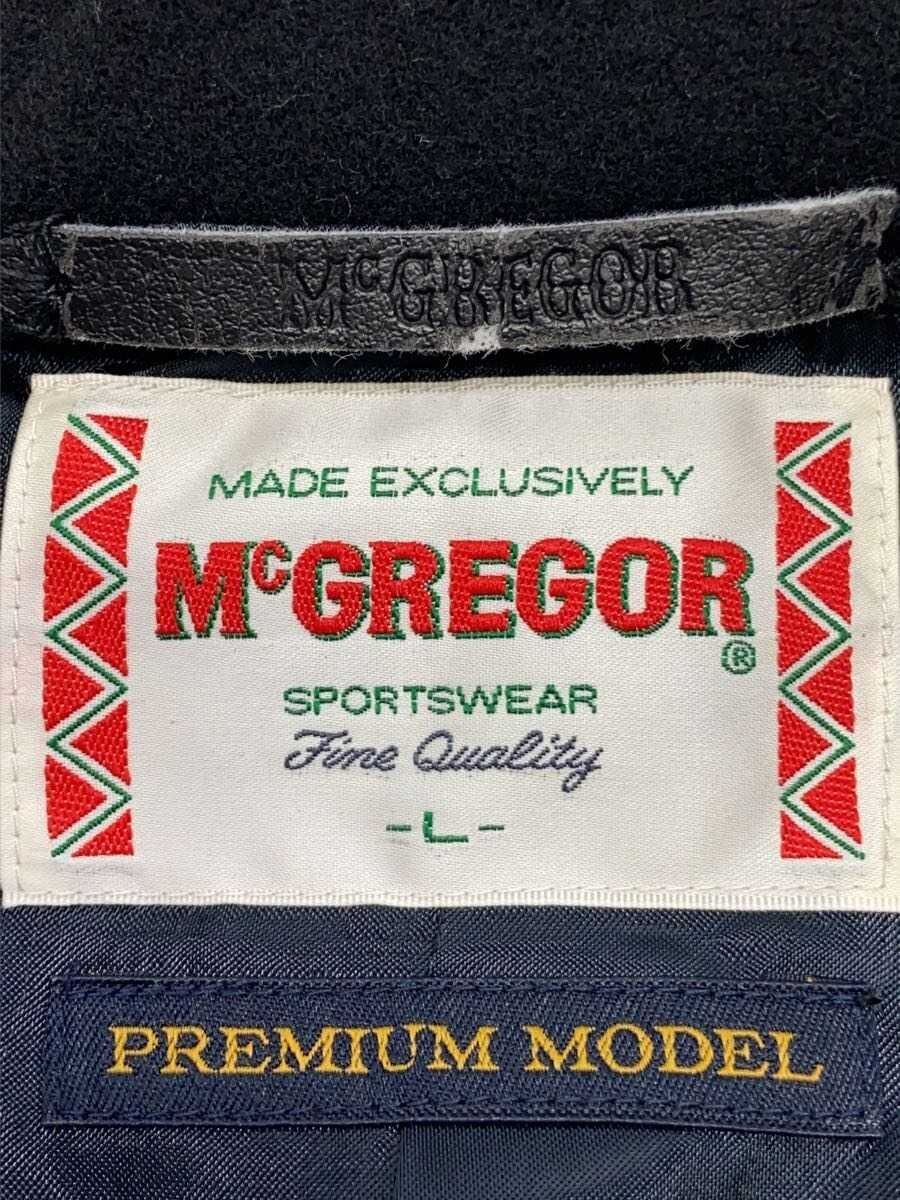 McGREGOR
MADE EXCLUSIVELY
McGREGOR®
SPORTSWEAR
Fine Quality
-L-
PREMIUM MODEL